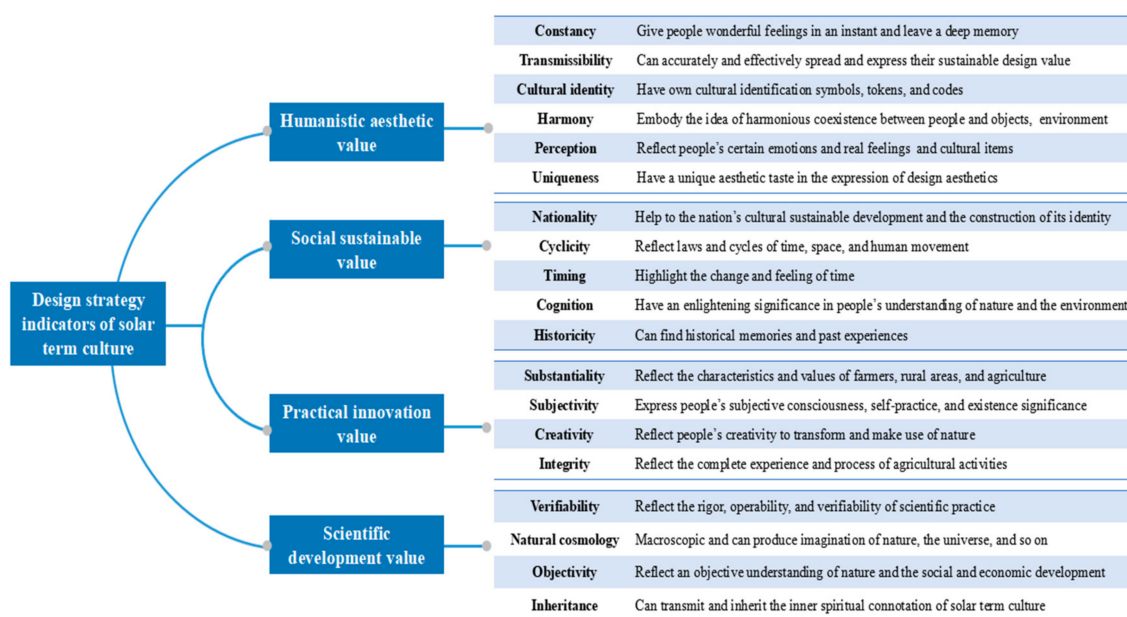 Design strategy
indicators of solar
term culture
Humanistic aesthetic
value
Constancy Give people wonderful feelings in an instant and leave a deep memory
Transmissibility Can accurately and effectively spread and express their sustainable design value
Cultural identity Have own cultural identification symbols, tokens, and codes
Harmony Embody the idea of harmonious coexistence between people and objects, environment
Perception Reflect people's certain emotions and real feelings and cultural items
Uniqueness Have a unique aesthetic taste in the expression of design aesthetics
Social sustainable
value
Nationality Help to the nation's cultural sustainable development and the construction of its identity
Cyclicity Reflect laws and cycles of time, space, and human movement
Timing Highlight the change and feeling of time
Cognition Have an enlightening significance in people's understanding of nature and the environment
Historicity Can find historical memories and past experiences
Practical innovation
value
Substantiality Reflect the characteristics and values of farmers, rural areas, and agriculture
Subjectivity Express people's subjective consciousness, self-practice, and existence significance
Creativity Reflect people's creativity to transform and make use of nature
Integrity Reflect the complete experience and process of agricultural activities
Scientific
development value
Verifiability Reflect the rigor, operability, and verifiability of scientific practice
Natural cosmology Macroscopic and can produce imagination of nature, the universe, and so on
Objectivity Reflect an objective understanding of nature and the social and economic development
Inheritance Can transmit and inherit the inner spiritual connotation of solar term culture